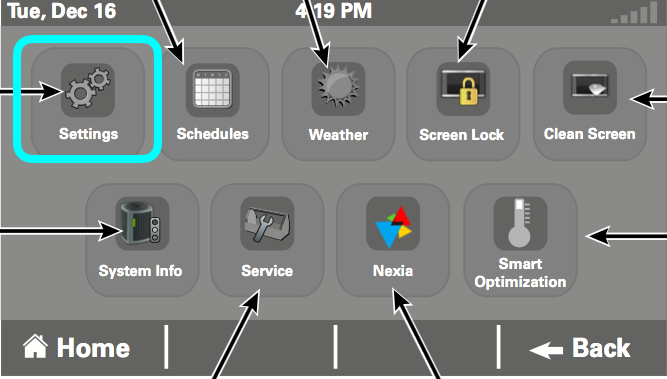 Tue, Dec 16
4:19 PM
Settings
Schedules
Weather
Screen Lock
Clean Screen
System Info
Service
Nexia
Smart
Optimization
Home
Back